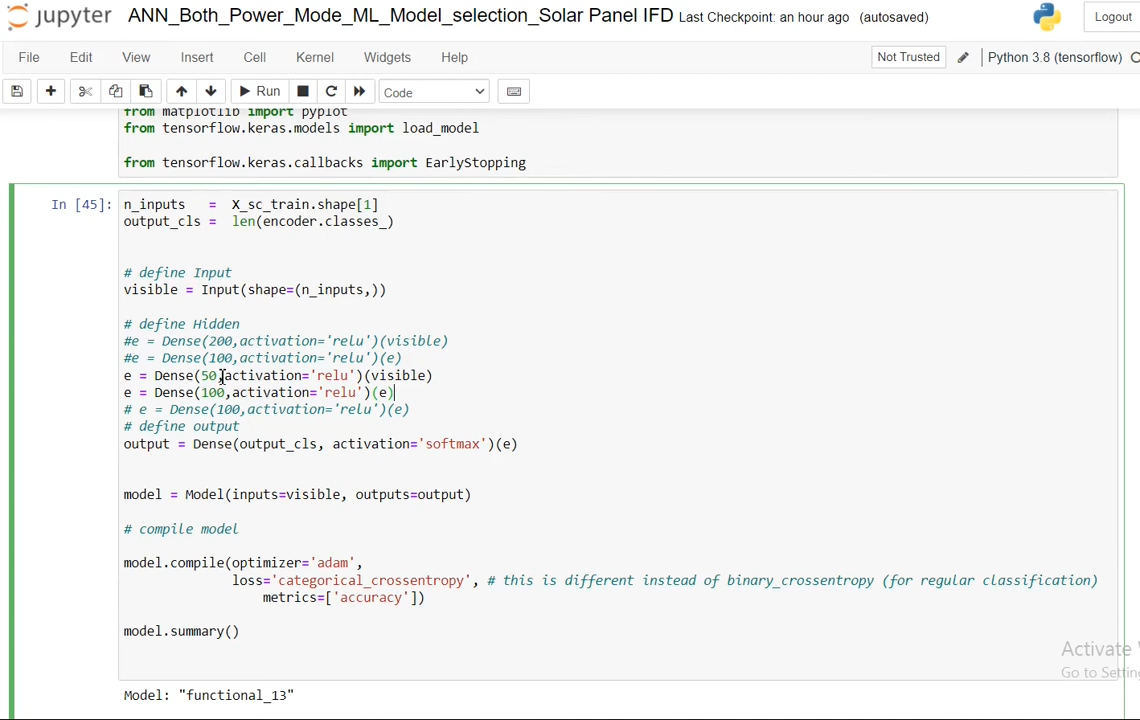 jupyter ANN_Both_Power_Mode_ML_Model_selection_Solar Panel IFD Last Checkpoint: an hour ago (autosaved) Logout
File Edit View Insert Cell Kernel Widgets Help Not Trusted Python 3.8 (tensorflow)
Run Code
from matplotlib import pyplot
from tensorflow.keras.models import load_model
from tensorflow.keras.callbacks import EarlyStopping
In [45]: n_inputs = X_sc_train.shape[1]
output_cls = len(encoder.classes_)
# define Input
visible = Input(shape=(n_inputs,))
# define Hidden
#e = Dense(200,activation='relu')(visible)
#e = Dense(100,activation='relu')(e)
e = Dense(50,activation='relu')(visible)
e = Dense(100,activation='relu')(e)
# e = Dense(100,activation='relu')(e)
# define output
output = Dense(output_cls, activation='softmax')(e)
model = Model(inputs=visible, outputs=output)
# compile model
model.compile(optimizer='adam',
loss='categorical_crossentropy', # this is different instead of binary_crossentropy (for regular classification)
metrics=['accuracy'])
model.summary()
Activate
Go to Settin
Model: "functional_13"